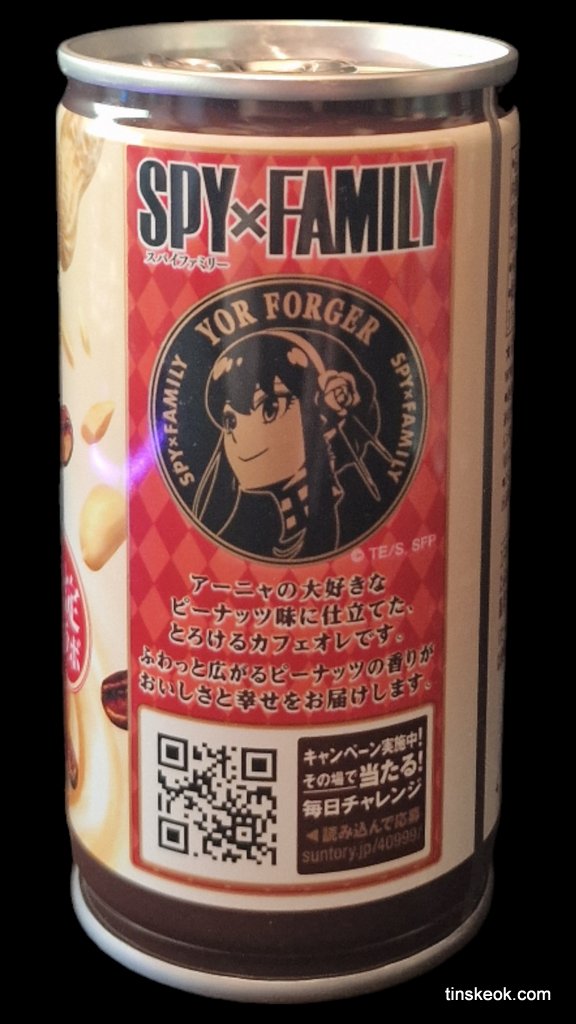 SPY×FAMILY
スパイファミリー
YOR FORGER
SPY×FAMILY
SPY×FAMILY
© TE/S, SFP
アーニャの大好きな
ピーナッツ味に仕立てた、
とろけるカフェオレです。
ふわっと広がるピーナッツの香りが
おいしさと幸せをお届けします。
キャンペーン実施中!
その場で当たる!
毎日チャレンジ
◀読み込んで応募
suntory.jp/40999/
tinskeok.com